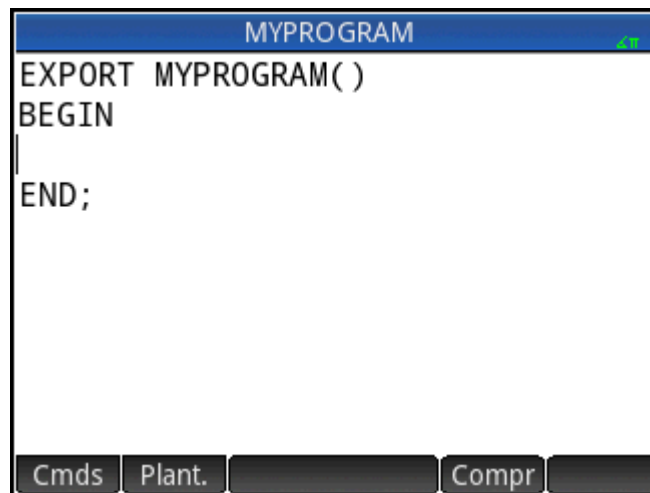 MYPROGRAM
∡π
EXPORT MYPROGRAM()
BEGIN
END;
Cmds Plant. Compr